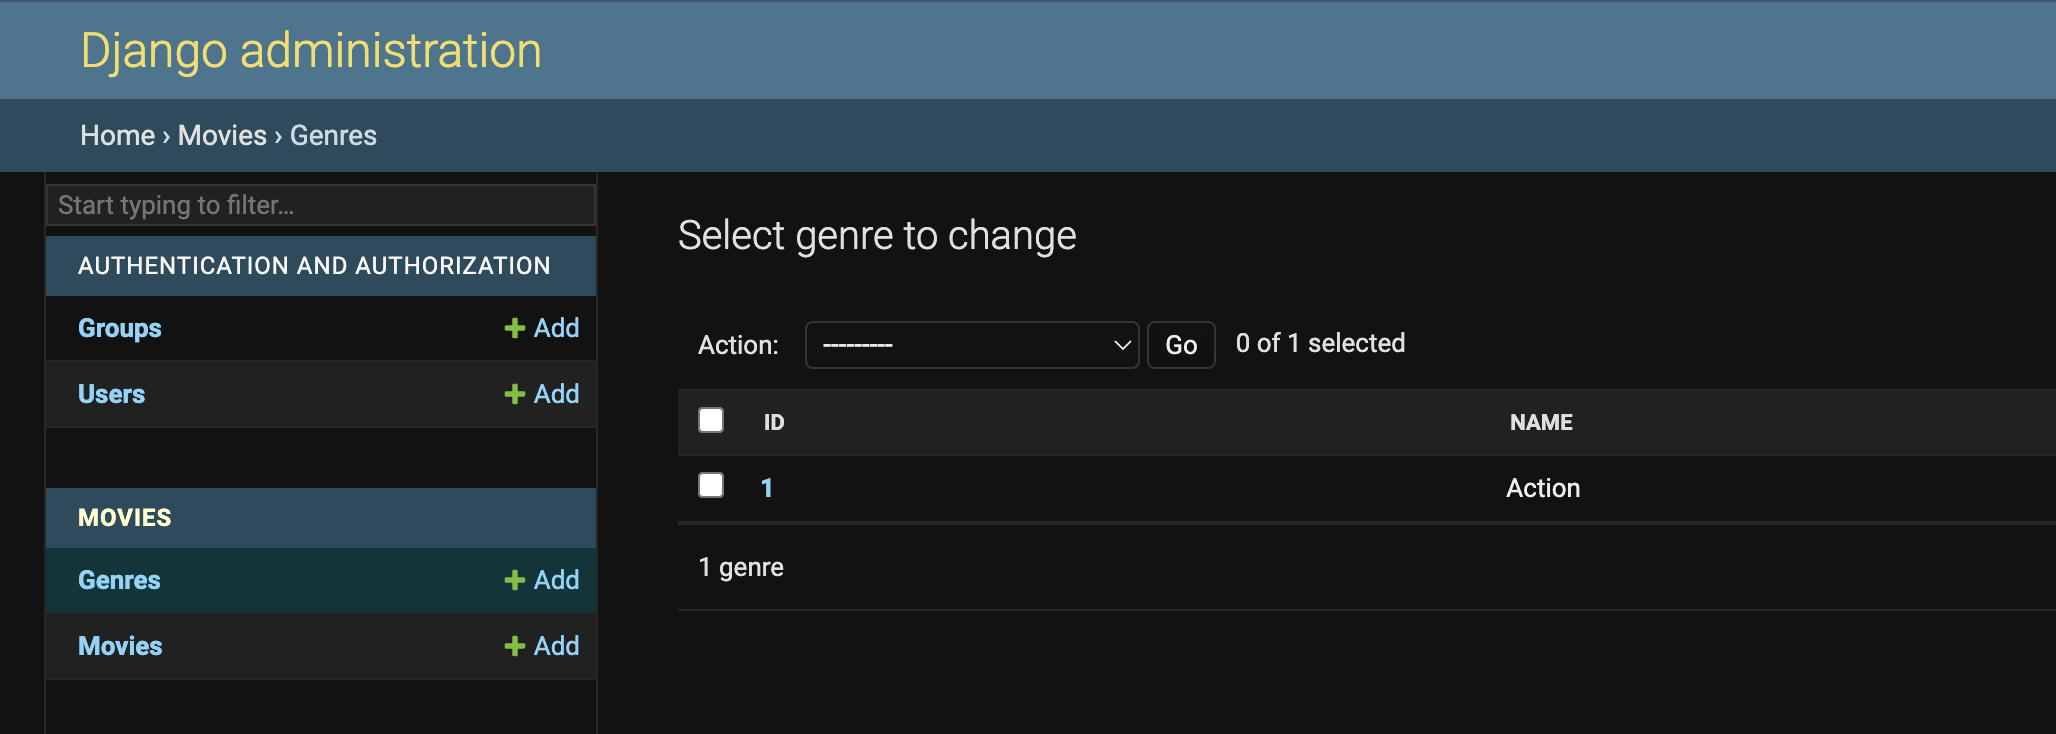 Django administration
Home › Movies › Genres
Start typing to filter...
AUTHENTICATION AND AUTHORIZATION
Groups + Add
Users + Add
MOVIES
Genres + Add
Movies + Add
Select genre to change
Action: --------- Go 0 of 1 selected
ID NAME
1 Action
1 genre